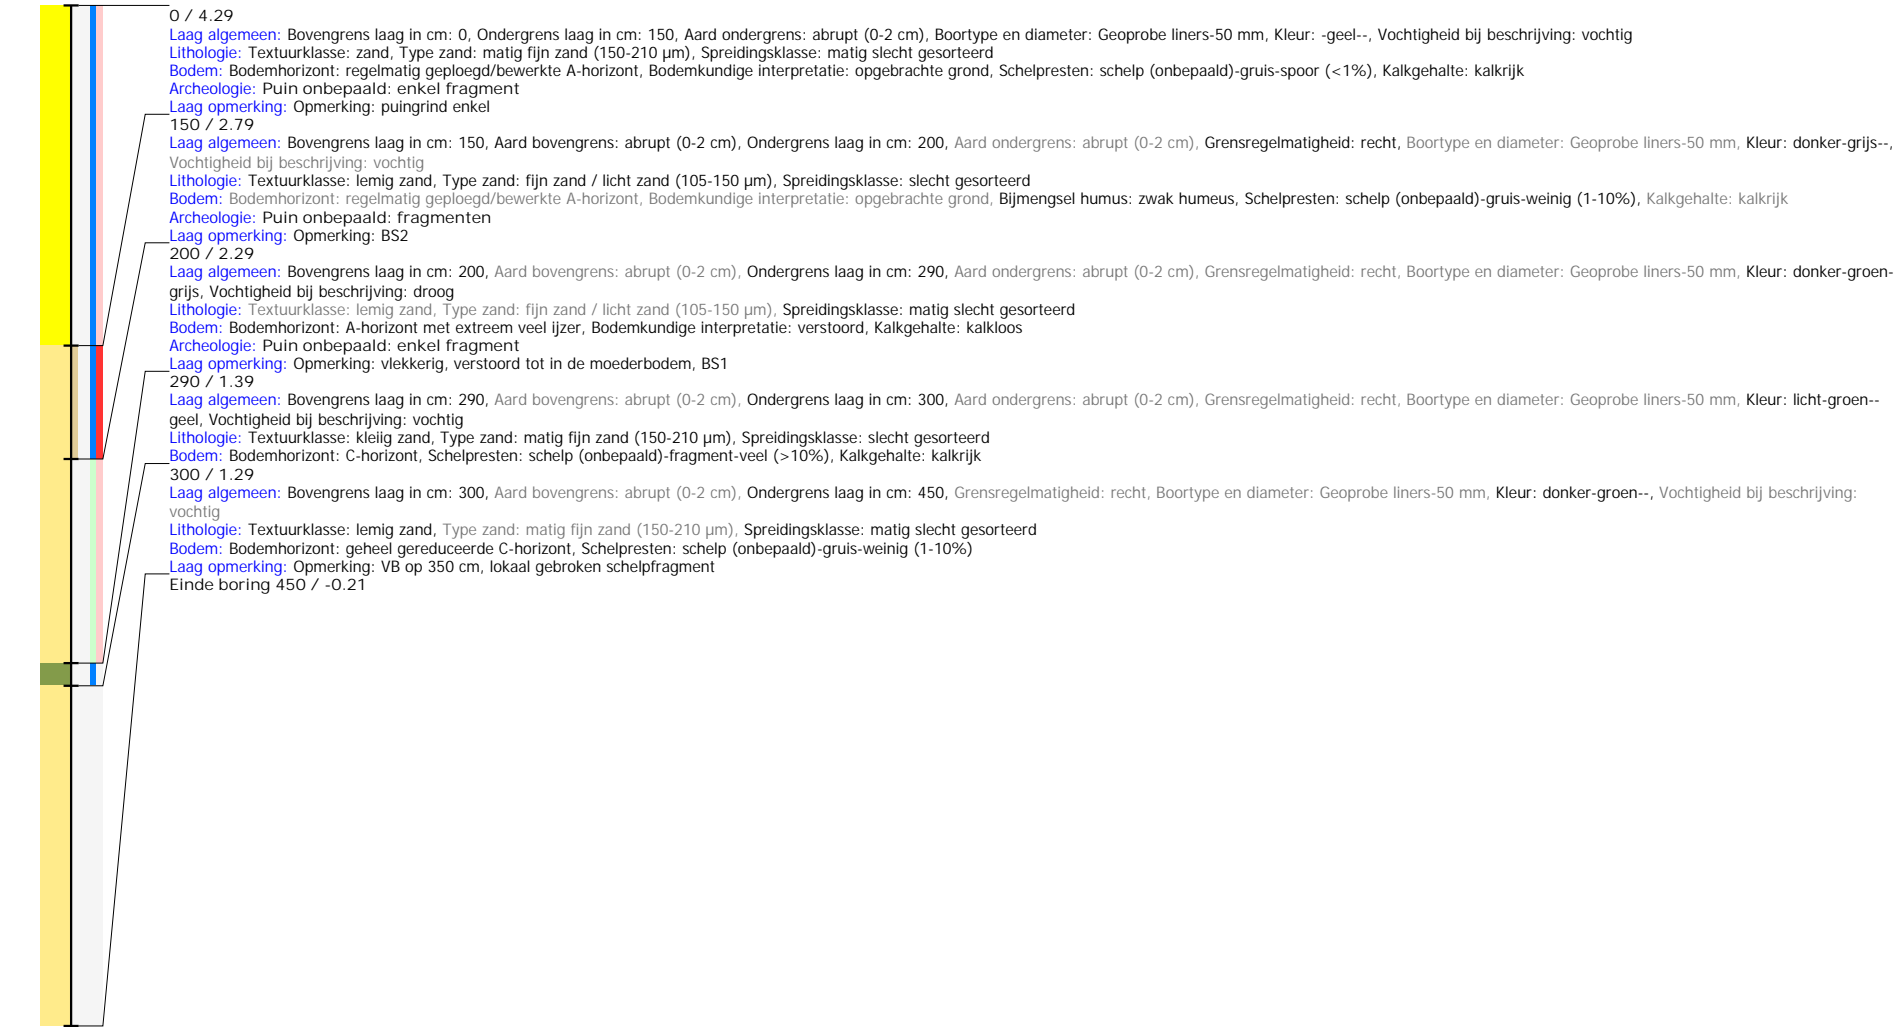 0 / 4.29
Laag algemeen: Bovengrens laag in cm: 0, Ondergrens laag in cm: 150, Aard ondergrens: abrupt (0-2 cm), Boortype en diameter: Geoprobe liners-50 mm, Kleur: -geel--, Vochtigheid bij beschrijving: vochtig
Lithologie: Textuurklasse: zand, Type zand: matig fijn zand (150-210 µm), Spreidingsklasse: matig slecht gesorteerd
Bodem: Bodemhorizont: regelmatig geploegd/bewerkte A-horizont, Bodemkundige interpretatie: opgebrachte grond, Schelpresten: schelp (onbepaald)-gruis-spoor (<1%), Kalkgehalte: kalkrijk
Archeologie: Puin onbepaald: enkel fragment
Laag opmerking: Opmerking: puingrind enkel
150 / 2.79
Laag algemeen: Bovengrens laag in cm: 150, Aard bovengrens: abrupt (0-2 cm), Ondergrens laag in cm: 200, Aard ondergrens: abrupt (0-2 cm), Grensregelmatigheid: recht, Boortype en diameter: Geoprobe liners-50 mm, Kleur: donker-grijs--,
Vochtigheid bij beschrijving: vochtig
Lithologie: Textuurklasse: lemig zand, Type zand: fijn zand / licht zand (105-150 µm), Spreidingsklasse: slecht gesorteerd
Bodem: Bodemhorizont: regelmatig geploegd/bewerkte A-horizont, Bodemkundige interpretatie: opgebrachte grond, Bijmengsel humus: zwak humeus, Schelpresten: schelp (onbepaald)-gruis-weinig (1-10%), Kalkgehalte: kalkrijk
Archeologie: Puin onbepaald: fragmenten
Laag opmerking: Opmerking: BS2
200 / 2.29
Laag algemeen: Bovengrens laag in cm: 200, Aard bovengrens: abrupt (0-2 cm), Ondergrens laag in cm: 290, Aard ondergrens: abrupt (0-2 cm), Grensregelmatigheid: recht, Boortype en diameter: Geoprobe liners-50 mm, Kleur: donker-groen-
grijs, Vochtigheid bij beschrijving: droog
Lithologie: Textuurklasse: lemig zand, Type zand: fijn zand / licht zand (105-150 µm), Spreidingsklasse: matig slecht gesorteerd
Bodem: Bodemhorizont: A-horizont met extreem veel ijzer, Bodemkundige interpretatie: verstoord, Kalkgehalte: kalkloos
Archeologie: Puin onbepaald: enkel fragment
Laag opmerking: Opmerking: vlekkerig, verstoord tot in de moederbodem, BS1
290 / 1.39
Laag algemeen: Bovengrens laag in cm: 290, Aard bovengrens: abrupt (0-2 cm), Ondergrens laag in cm: 300, Aard ondergrens: abrupt (0-2 cm), Grensregelmatigheid: recht, Boortype en diameter: Geoprobe liners-50 mm, Kleur: licht-groen--
geel, Vochtigheid bij beschrijving: vochtig
Lithologie: Textuurklasse: kleiig zand, Type zand: matig fijn zand (150-210 µm), Spreidingsklasse: slecht gesorteerd
Bodem: Bodemhorizont: C-horizont, Schelpresten: schelp (onbepaald)-fragment-veel (>10%), Kalkgehalte: kalkrijk
300 / 1.29
Laag algemeen: Bovengrens laag in cm: 300, Aard bovengrens: abrupt (0-2 cm), Ondergrens laag in cm: 450, Grensregelmatigheid: recht, Boortype en diameter: Geoprobe liners-50 mm, Kleur: donker-groen--, Vochtigheid bij beschrijving:
vochtig
Lithologie: Textuurklasse: lemig zand, Type zand: matig fijn zand (150-210 µm), Spreidingsklasse: matig slecht gesorteerd
Bodem: Bodemhorizont: geheel gereduceerde C-horizont, Schelpresten: schelp (onbepaald)-gruis-weinig (1-10%)
Laag opmerking: Opmerking: VB op 350 cm, lokaal gebroken schelpfragment
Einde boring 450 / -0.21